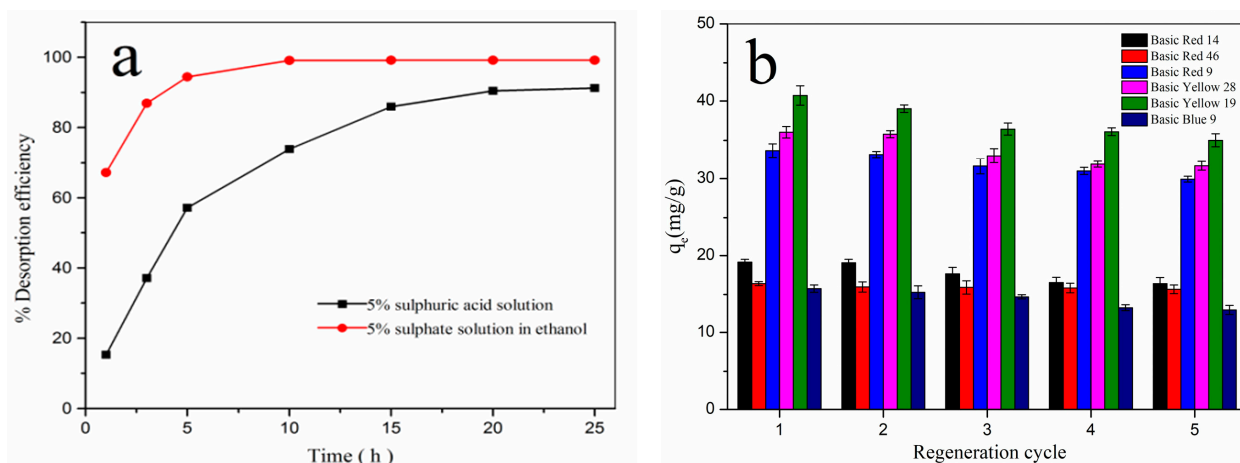 a
100
80
60
40
20
0
% Desorption efficiency
5% sulphuric acid solution
5% sulphate solution in ethanol
0 5 10 15 20 25
Time ( h )
b
50
40
30
20
10
0
qe(mg/g)
Basic Red 14
Basic Red 46
Basic Red 9
Basic Yellow 28
Basic Yellow 19
Basic Blue 9
1 2 3 4 5
Regeneration cycle